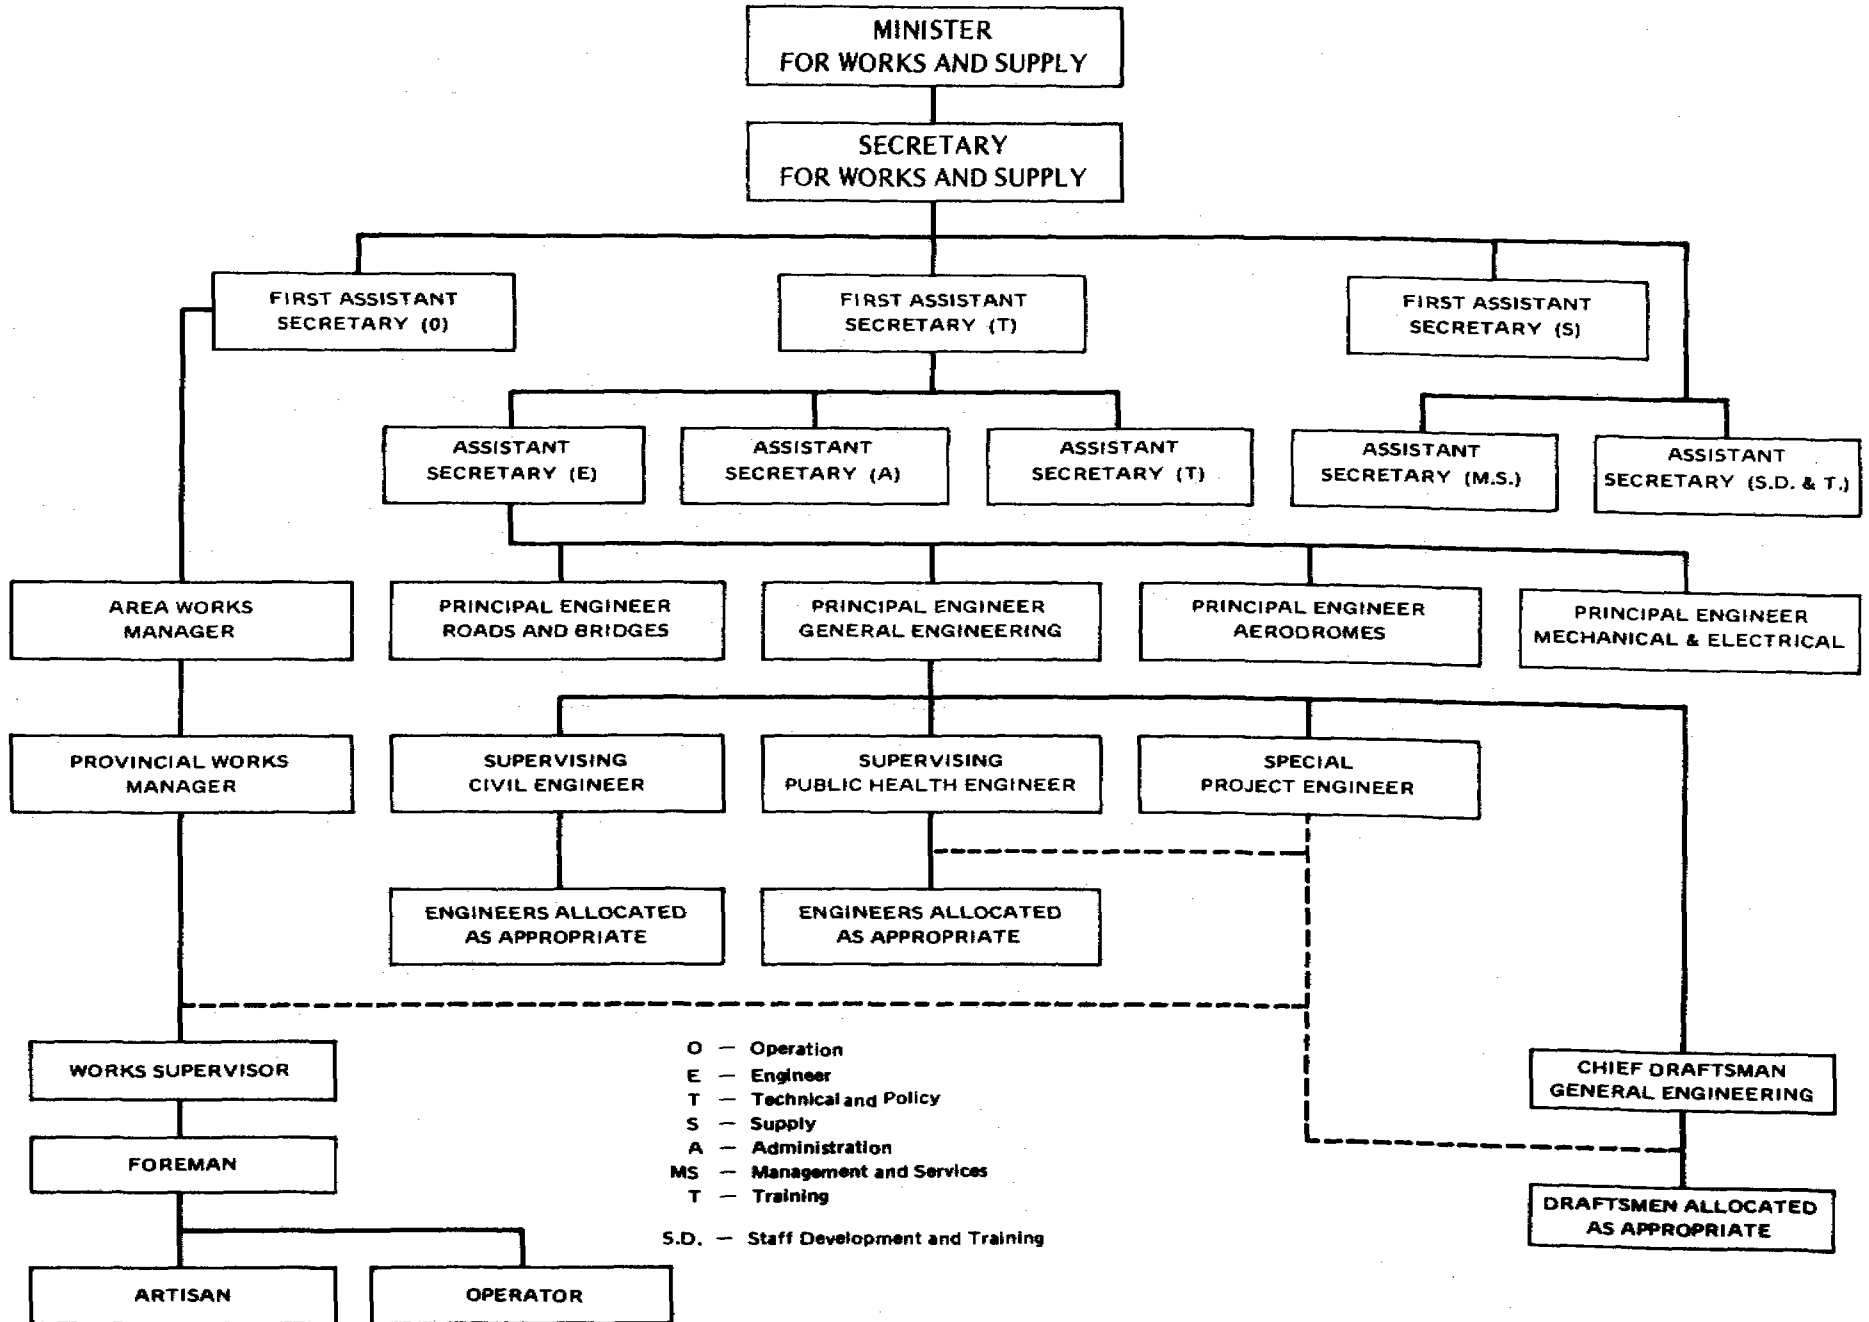 MINISTER
FOR WORKS AND SUPPLY
SECRETARY
FOR WORKS AND SUPPLY
FIRST ASSISTANT
SECRETARY (0)
FIRST ASSISTANT
SECRETARY (T)
FIRST ASSISTANT
SECRETARY (S)
ASSISTANT
SECRETARY (E)
ASSISTANT
SECRETARY (A)
ASSISTANT
SECRETARY (T)
ASSISTANT
SECRETARY (M.S.)
ASSISTANT
SECRETARY (S.D. & T.)
AREA WORKS
MANAGER
PRINCIPAL ENGINEER
ROADS AND BRIDGES
PRINCIPAL ENGINEER
GENERAL ENGINEERING
PRINCIPAL ENGINEER
AERODROMES
PRINCIPAL ENGINEER
MECHANICAL & ELECTRICAL
PROVINCIAL WORKS
MANAGER
SUPERVISING
CIVIL ENGINEER
SUPERVISING
PUBLIC HEALTH ENGINEER
SPECIAL
PROJECT ENGINEER
ENGINEERS ALLOCATED
AS APPROPRIATE
ENGINEERS ALLOCATED
AS APPROPRIATE
WORKS SUPERVISOR
FOREMAN
ARTISAN
OPERATOR
O — Operation
E — Engineer
T — Technical and Policy
S — Supply
A — Administration
MS — Management and Services
T — Training
S.D. — Staff Development and Training
CHIEF DRAFTSMAN
GENERAL ENGINEERING
DRAFTSMEN ALLOCATED
AS APPROPRIATE